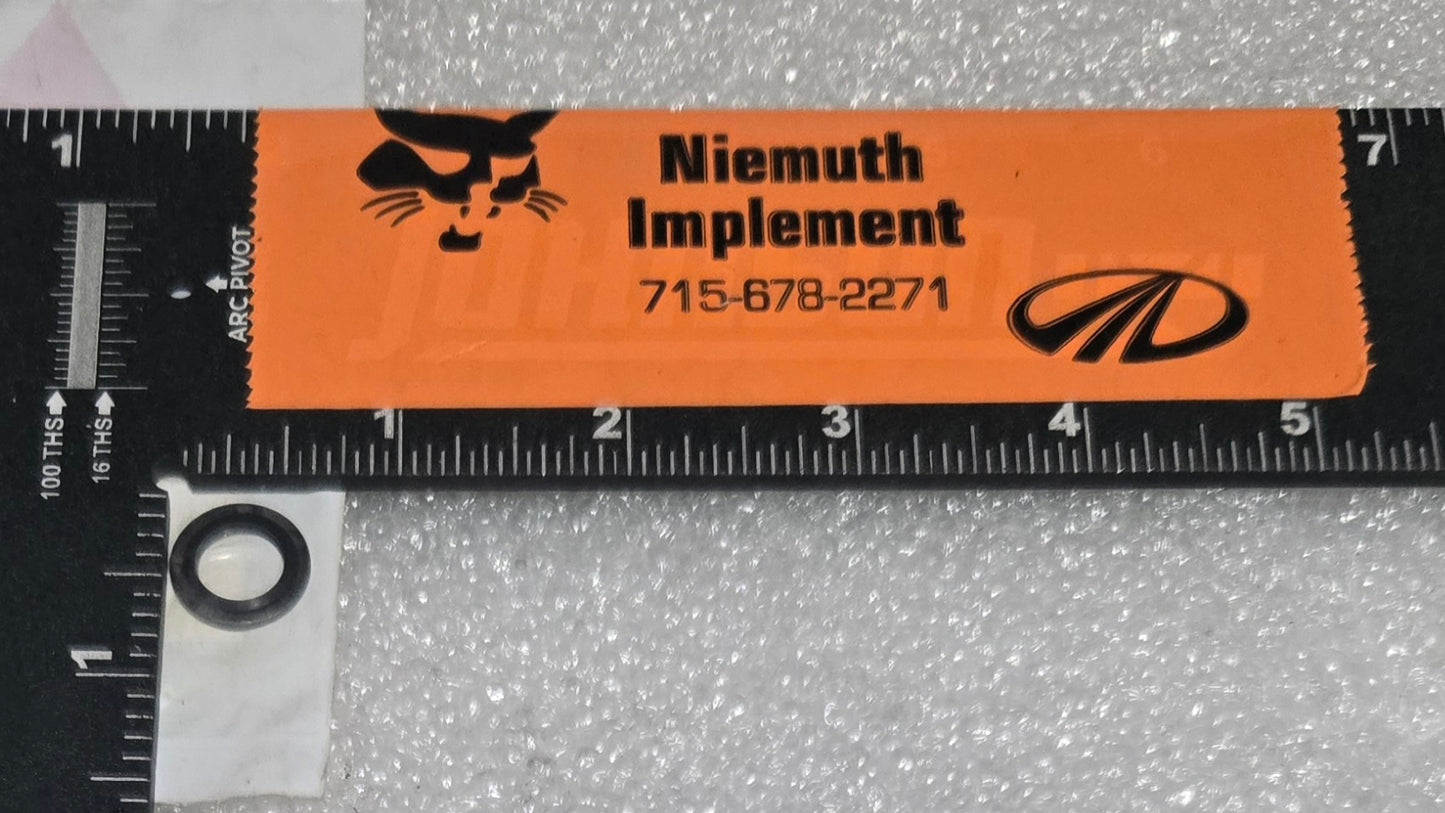 1
7
Niemuth
Implement
715-678-2271
ARC PIVOT
100 THS
16 THS
1 2 3 4 5
1